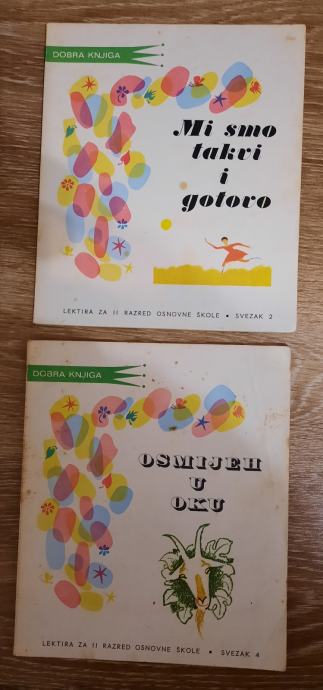 DOBRA KNJIGA
Mi smo
takvi
i
gotovo
LEKTIRA ZA II RAZRED OSNOVNE ŠKOLE • SVEZAK 2
DOBRA KNJIGA
OSMIJEH
U
OKU
LEKTIRA ZA II RAZRED OSNOVNE ŠKOLE • SVEZAK 4